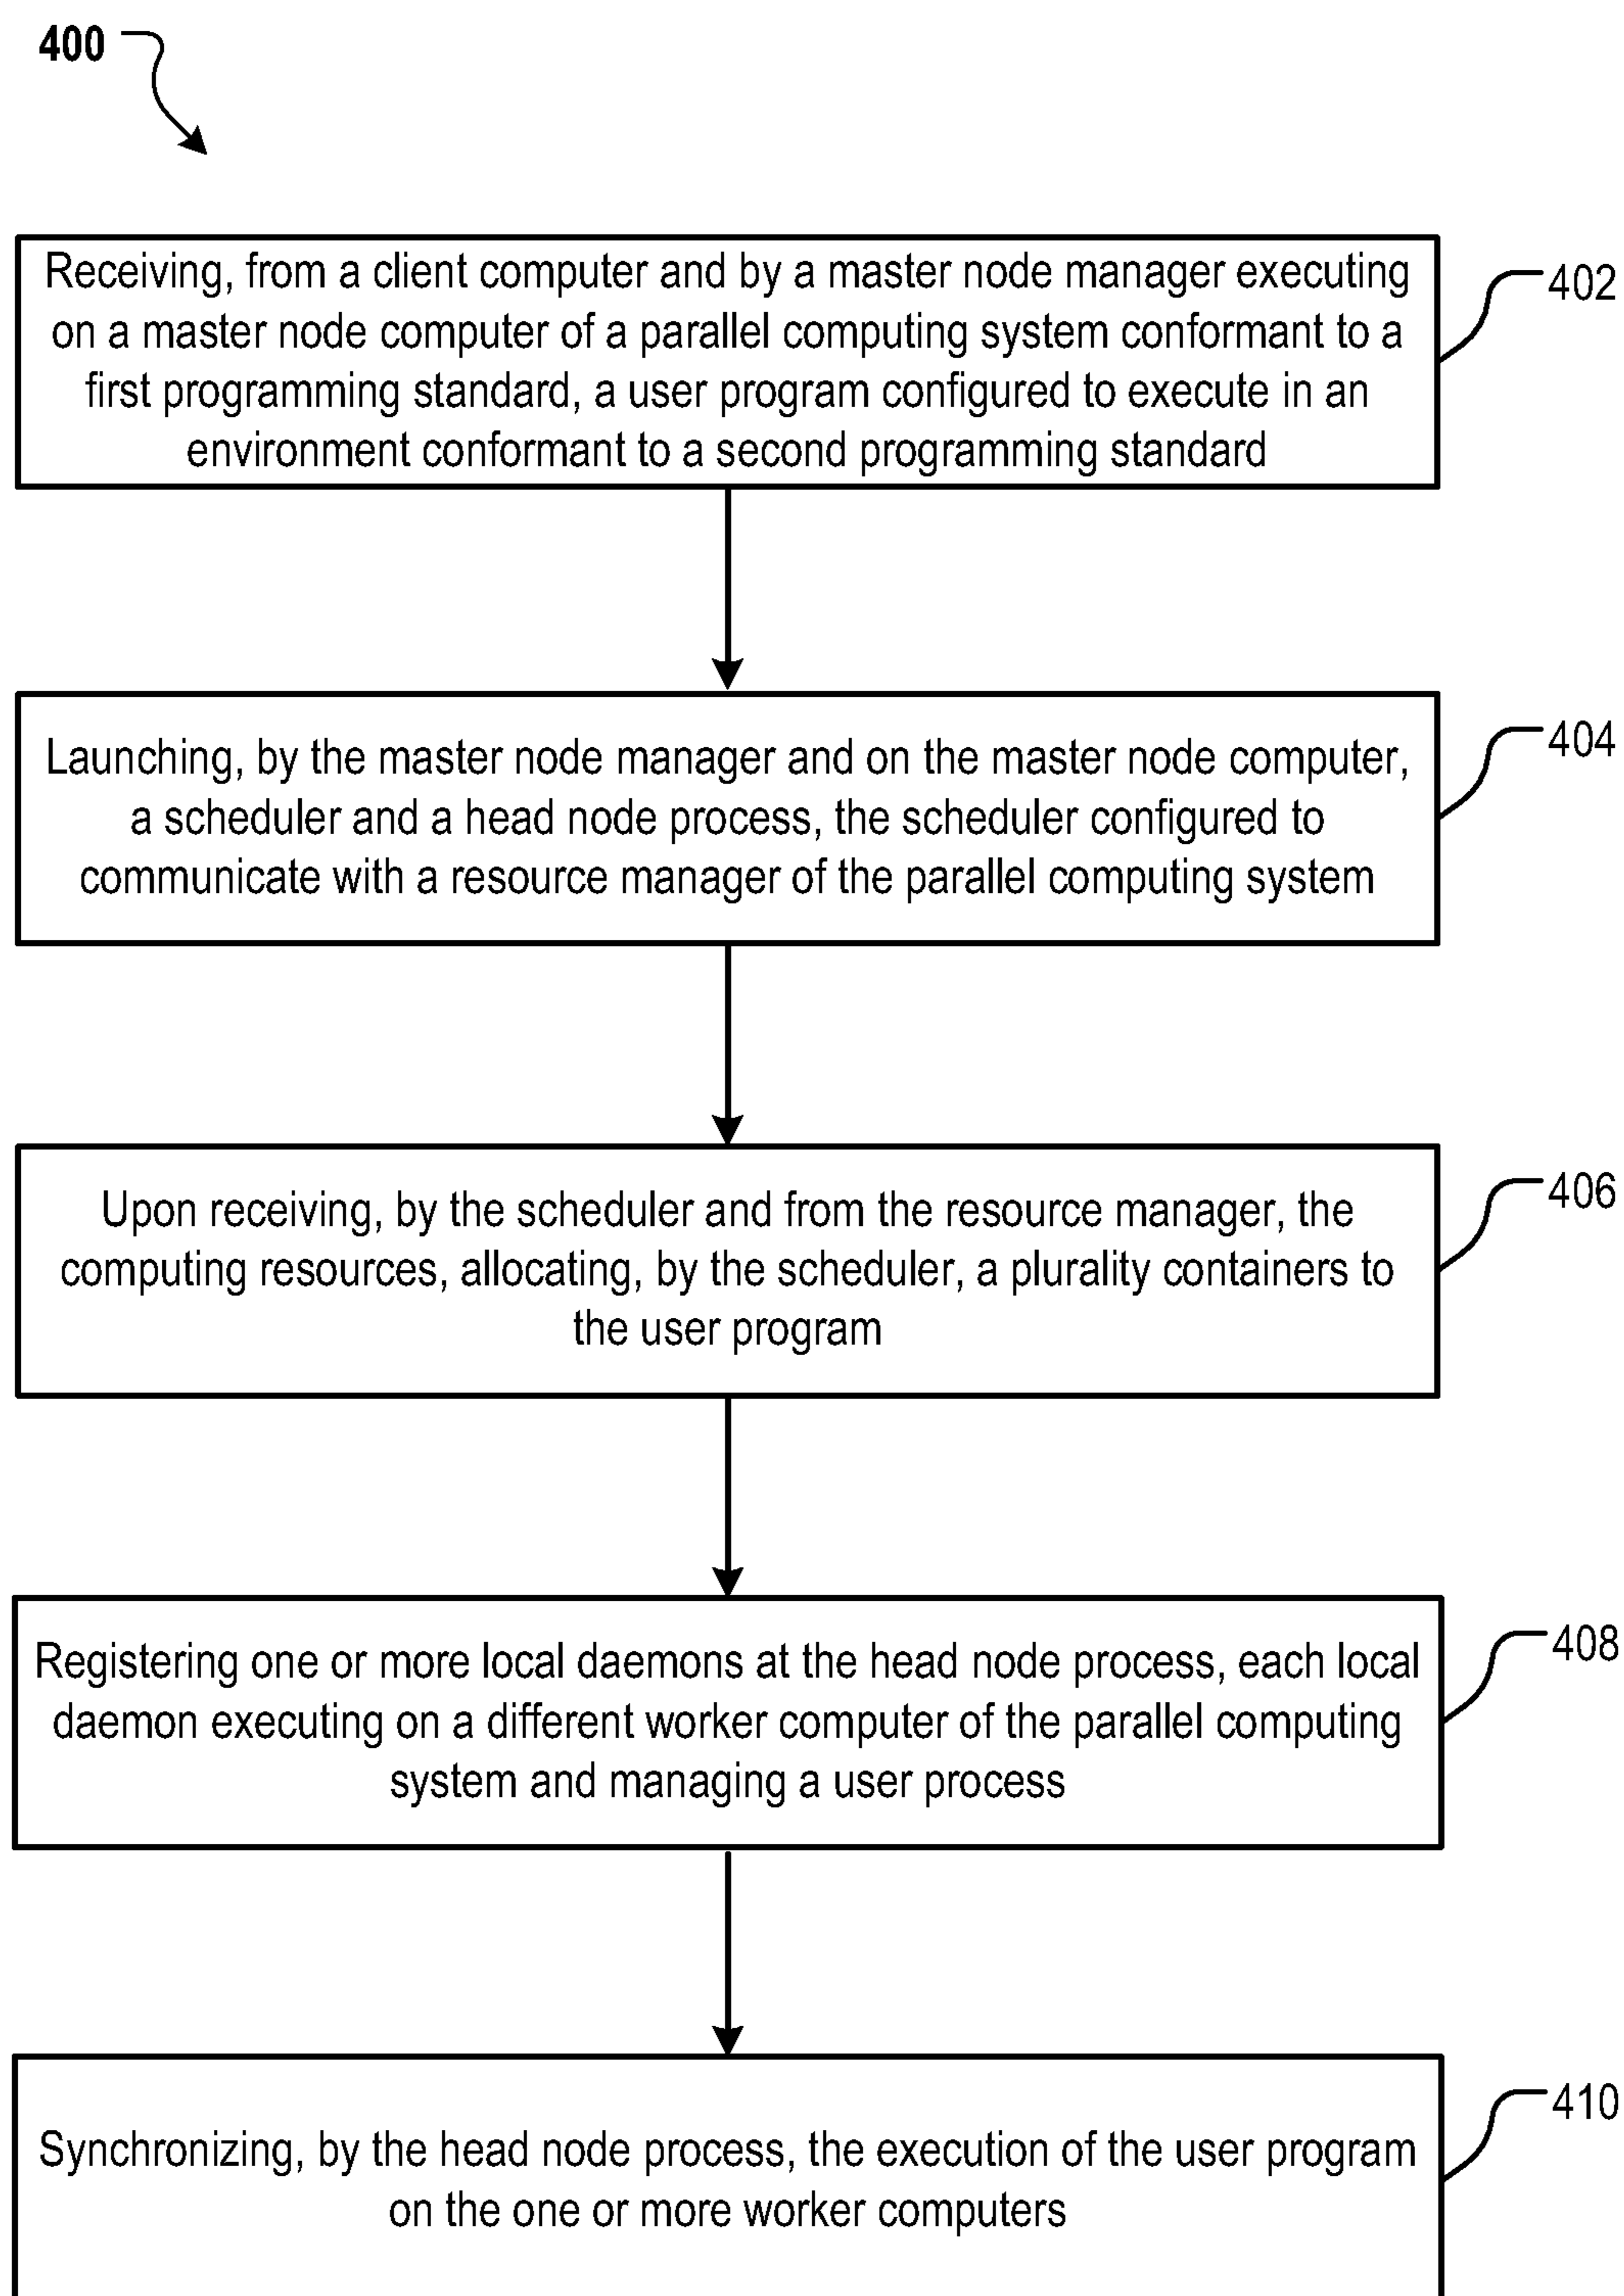 400
Receiving, from a client computer and by a master node manager executing
on a master node computer of a parallel computing system conformant to a
first programming standard, a user program configured to execute in an
environment conformant to a second programming standard
402
Launching, by the master node manager and on the master node computer,
a scheduler and a head node process, the scheduler configured to
communicate with a resource manager of the parallel computing system
404
Upon receiving, by the scheduler and from the resource manager, the
computing resources, allocating, by the scheduler, a plurality containers to
the user program
406
Registering one or more local daemons at the head node process, each local
daemon executing on a different worker computer of the parallel computing
system and managing a user process
408
Synchronizing, by the head node process, the execution of the user program
on the one or more worker computers
410